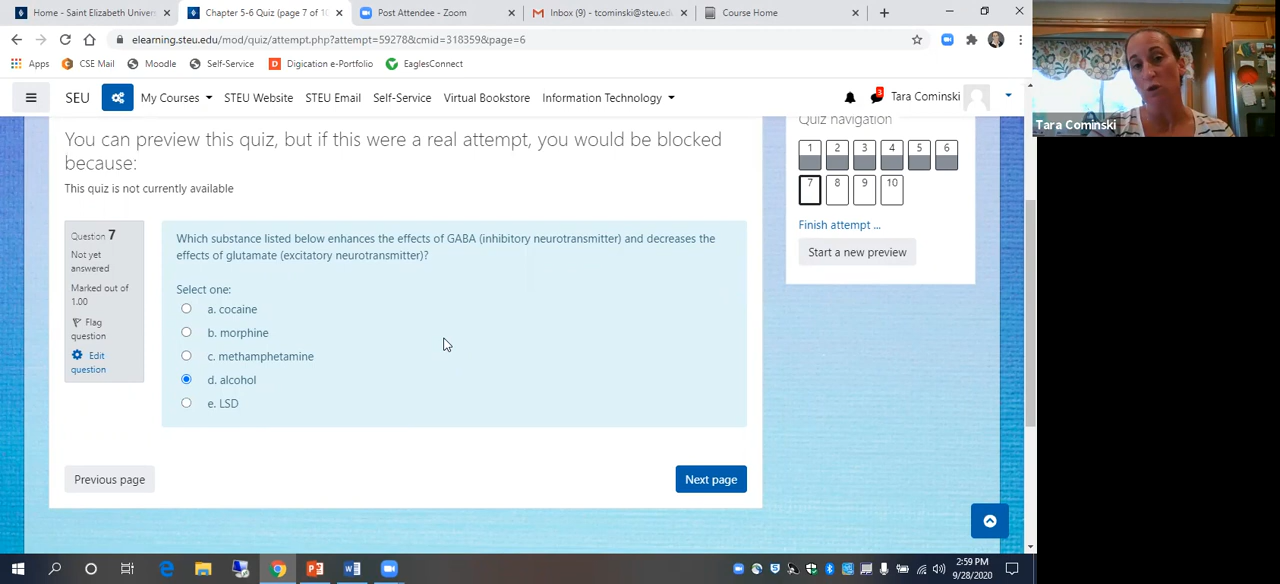 Home - Saint Elizabeth Univers
Chapter 5-6 Quiz (page 7 of 10
Post Attendee - Zoom
Inbox (9) - tcominski@steu.edu
Course Home
elearning.steu.edu/mod/quiz/attempt.php?attempt=59278&cmid=318359&page=6
Apps
CSE Mail
Moodle
Self-Service
Digication e-Portfolio
EaglesConnect
SEU
My Courses
STEU Website
STEU Email
Self-Service
Virtual Bookstore
Information Technology
3
Tara Cominski
You can preview this quiz, but if this were a real attempt, you would be blocked
because:
This quiz is not currently available
Question 7
Not yet
answered
Marked out of
1.00
Flag
question
Edit
question
Which substance listed below enhances the effects of GABA (inhibitory neurotransmitter) and decreases the
effects of glutamate (excitatory neurotransmitter)?
Select one:
a. cocaine
b. morphine
c. methamphetamine
d. alcohol
e. LSD
Previous page
Next page
Quiz navigation
1 2 3 4 5 6
7 8 9 10
Finish attempt ...
Start a new preview
Tara Cominski
2:59 PM
9/28/2020